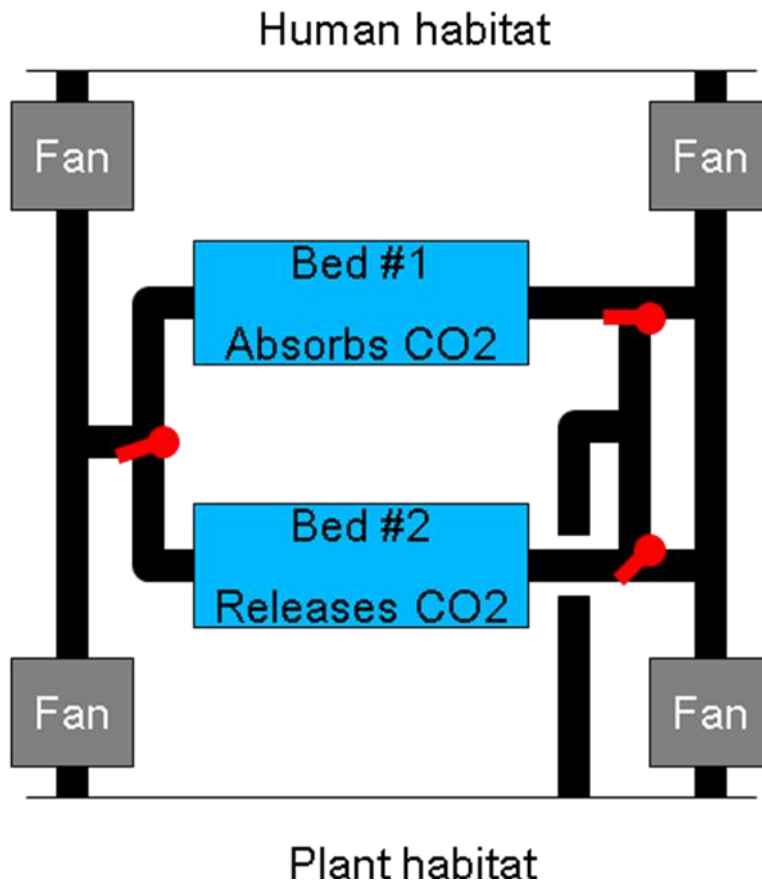 Human habitat
Fan
Fan
Bed #1
Absorbs CO2
Bed #2
Releases CO2
Fan
Fan
Plant habitat